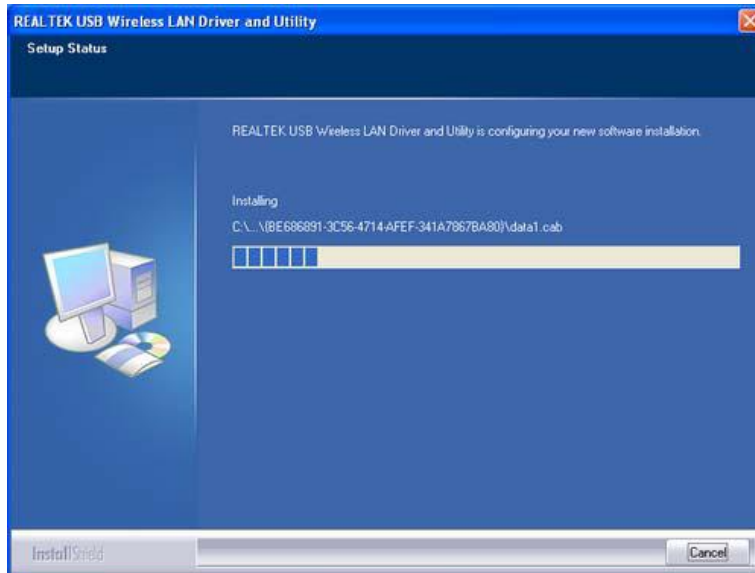 REALTEK USB Wireless LAN Driver and Utility
Setup Status
REALTEK USB Wireless LAN Driver and Utility is configuring your new software installation.
Installing
C:\...\{BE686891-3C56-4714-AFEF-341A7867BA80}\data1.cab
InstallShield
Cancel